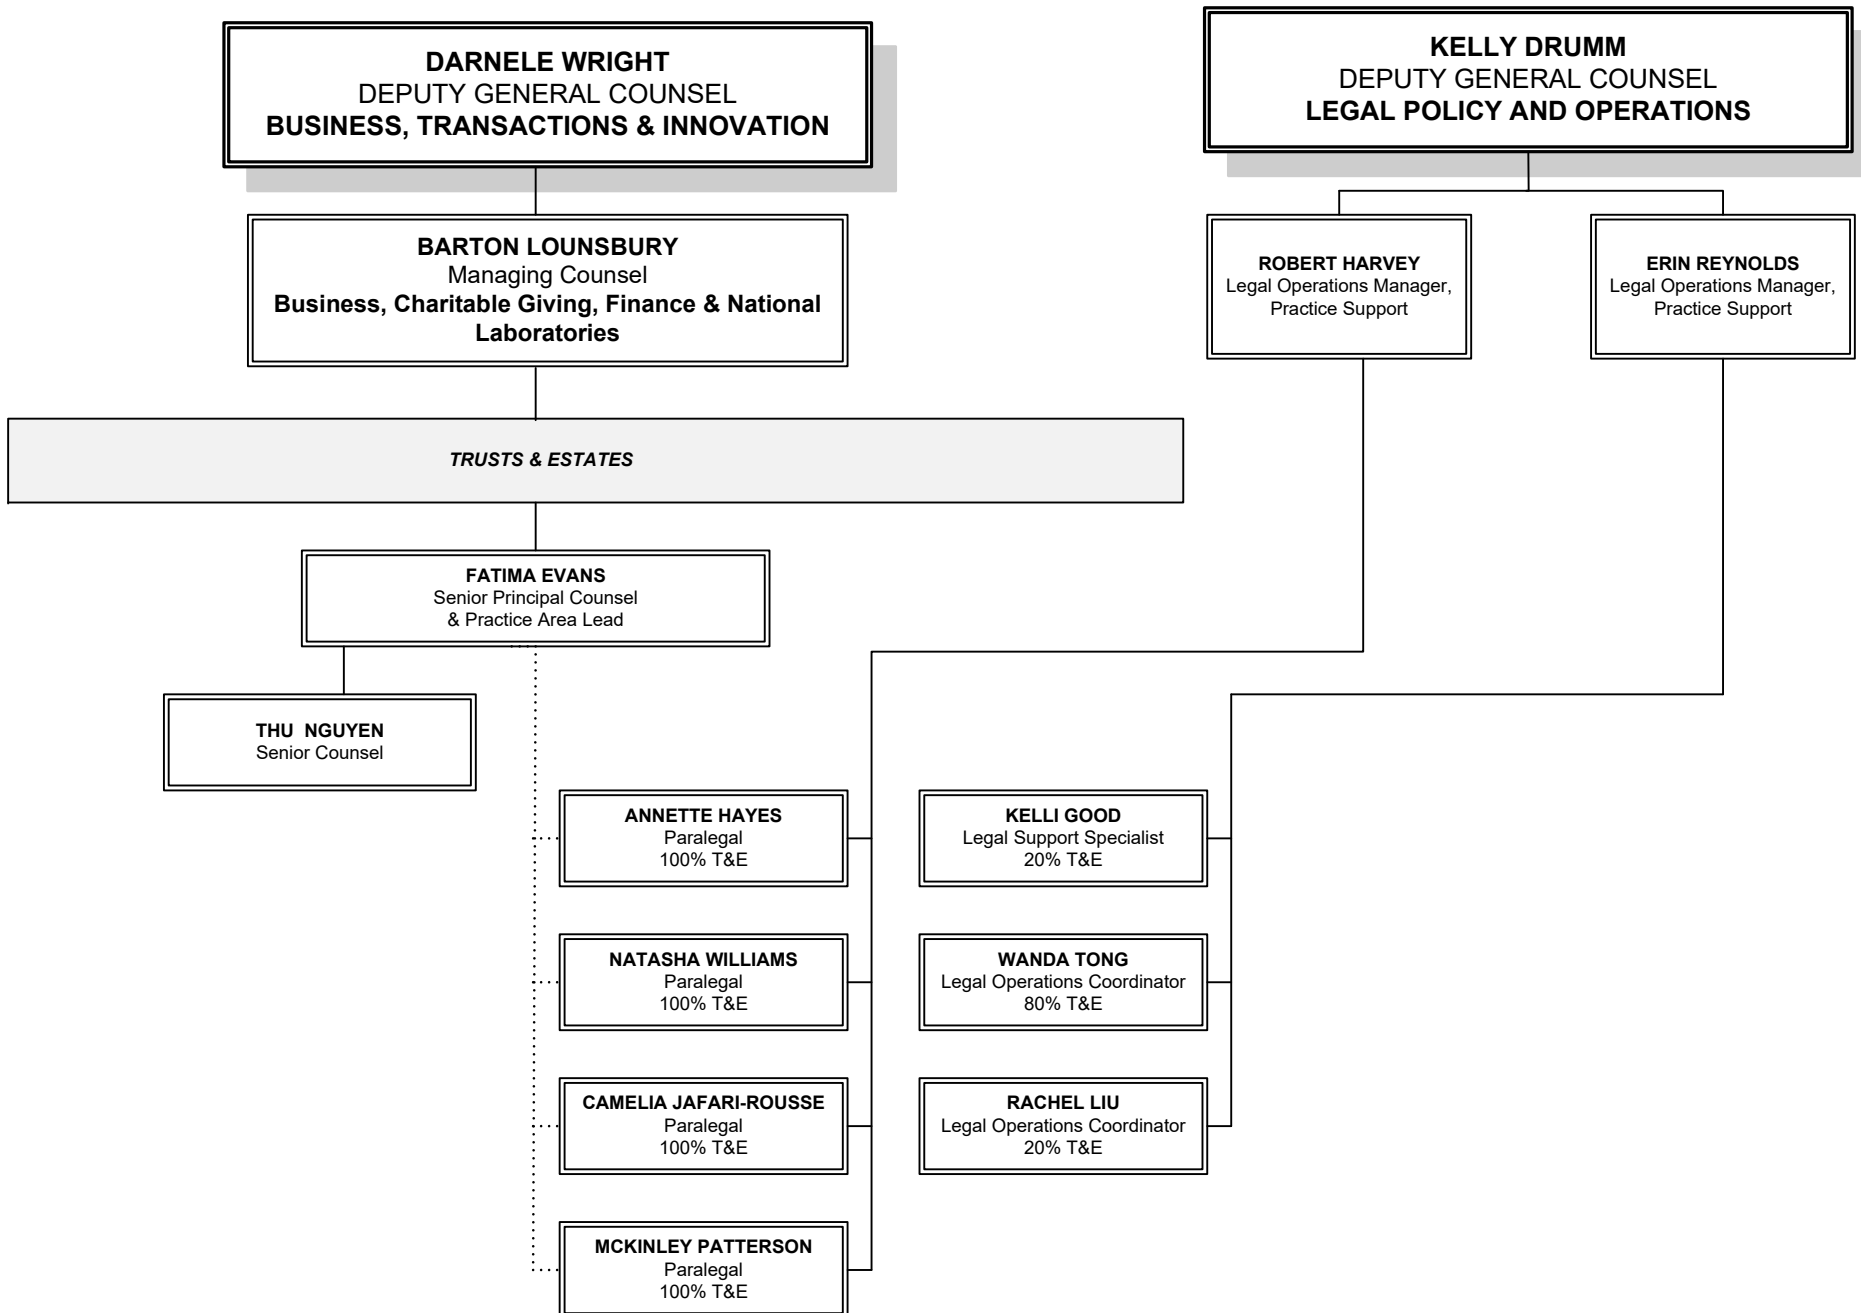 DARNELE WRIGHT
DEPUTY GENERAL COUNSEL
BUSINESS, TRANSACTIONS & INNOVATION
KELLY DRUMM
DEPUTY GENERAL COUNSEL
LEGAL POLICY AND OPERATIONS
BARTON LOUNSBURY
Managing Counsel
Business, Charitable Giving, Finance & National
Laboratories
ROBERT HARVEY
Legal Operations Manager,
Practice Support
ERIN REYNOLDS
Legal Operations Manager,
Practice Support
TRUSTS & ESTATES
FATIMA EVANS
Senior Principal Counsel
& Practice Area Lead
THU  NGUYEN
Senior Counsel
ANNETTE HAYES
Paralegal
100% T&E
KELLI GOOD
Legal Support Specialist
20% T&E
NATASHA WILLIAMS
Paralegal
100% T&E
WANDA TONG
Legal Operations Coordinator
80% T&E
CAMELIA JAFARI-ROUSSE
Paralegal
100% T&E
RACHEL LIU
Legal Operations Coordinator
20% T&E
MCKINLEY PATTERSON
Paralegal
100% T&E